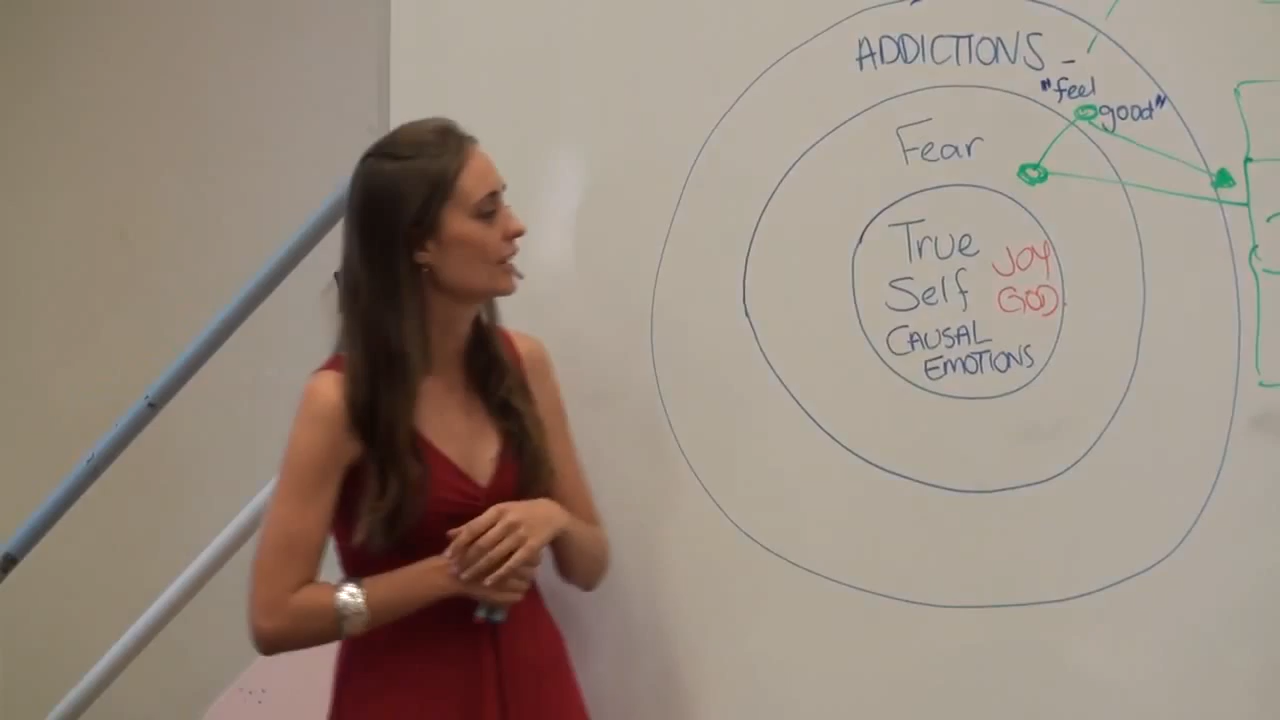 ADDICTIONS -
"feel
good"
Fear
True
Self
JOY
GOD
CAUSAL
EMOTIONS